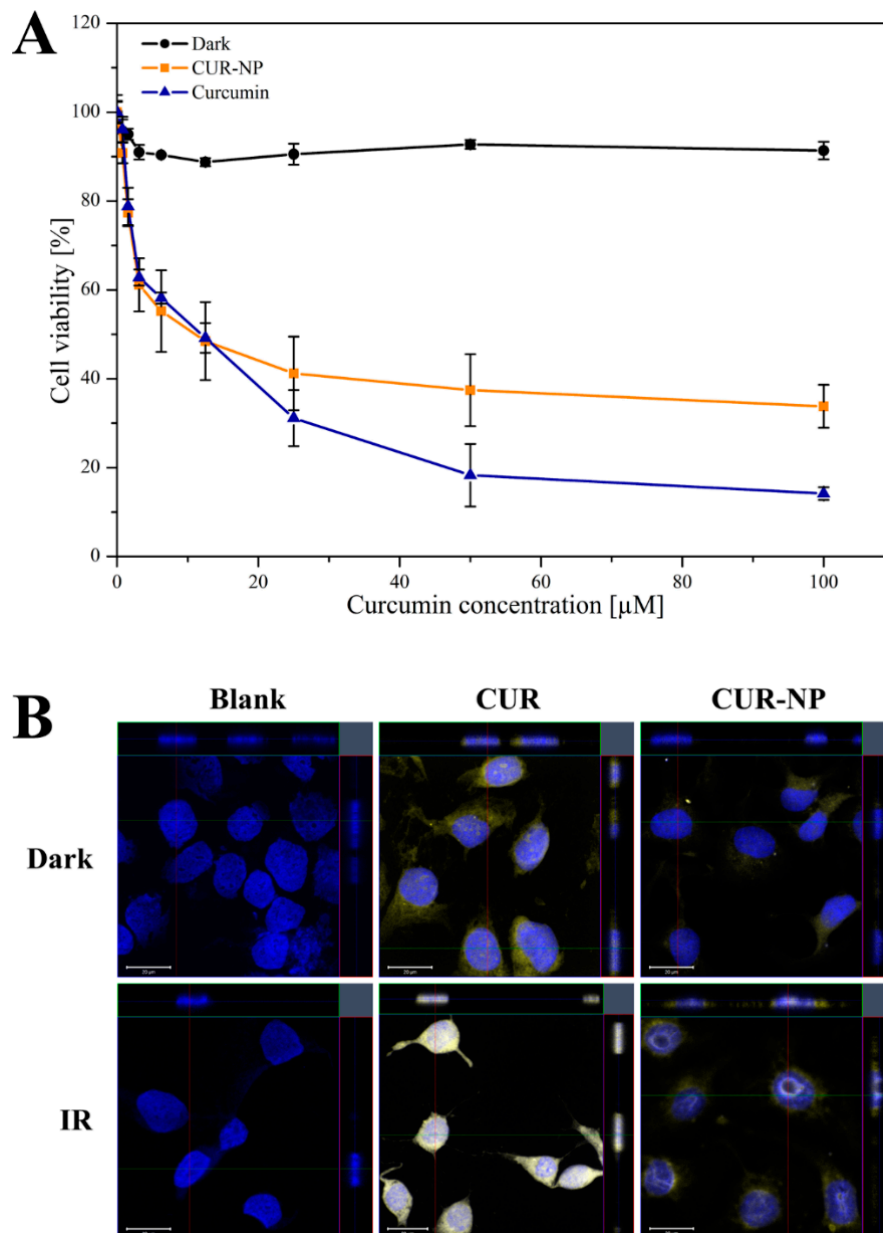 A
120
Dark
CUR-NP
Curcumin
100
80
60
40
20
0
Cell viability [%]
0 20 40 60 80 100
Curcumin concentration [µM]
B
Blank CUR CUR-NP
Dark
20 µm 20 µm 20 µm
IR